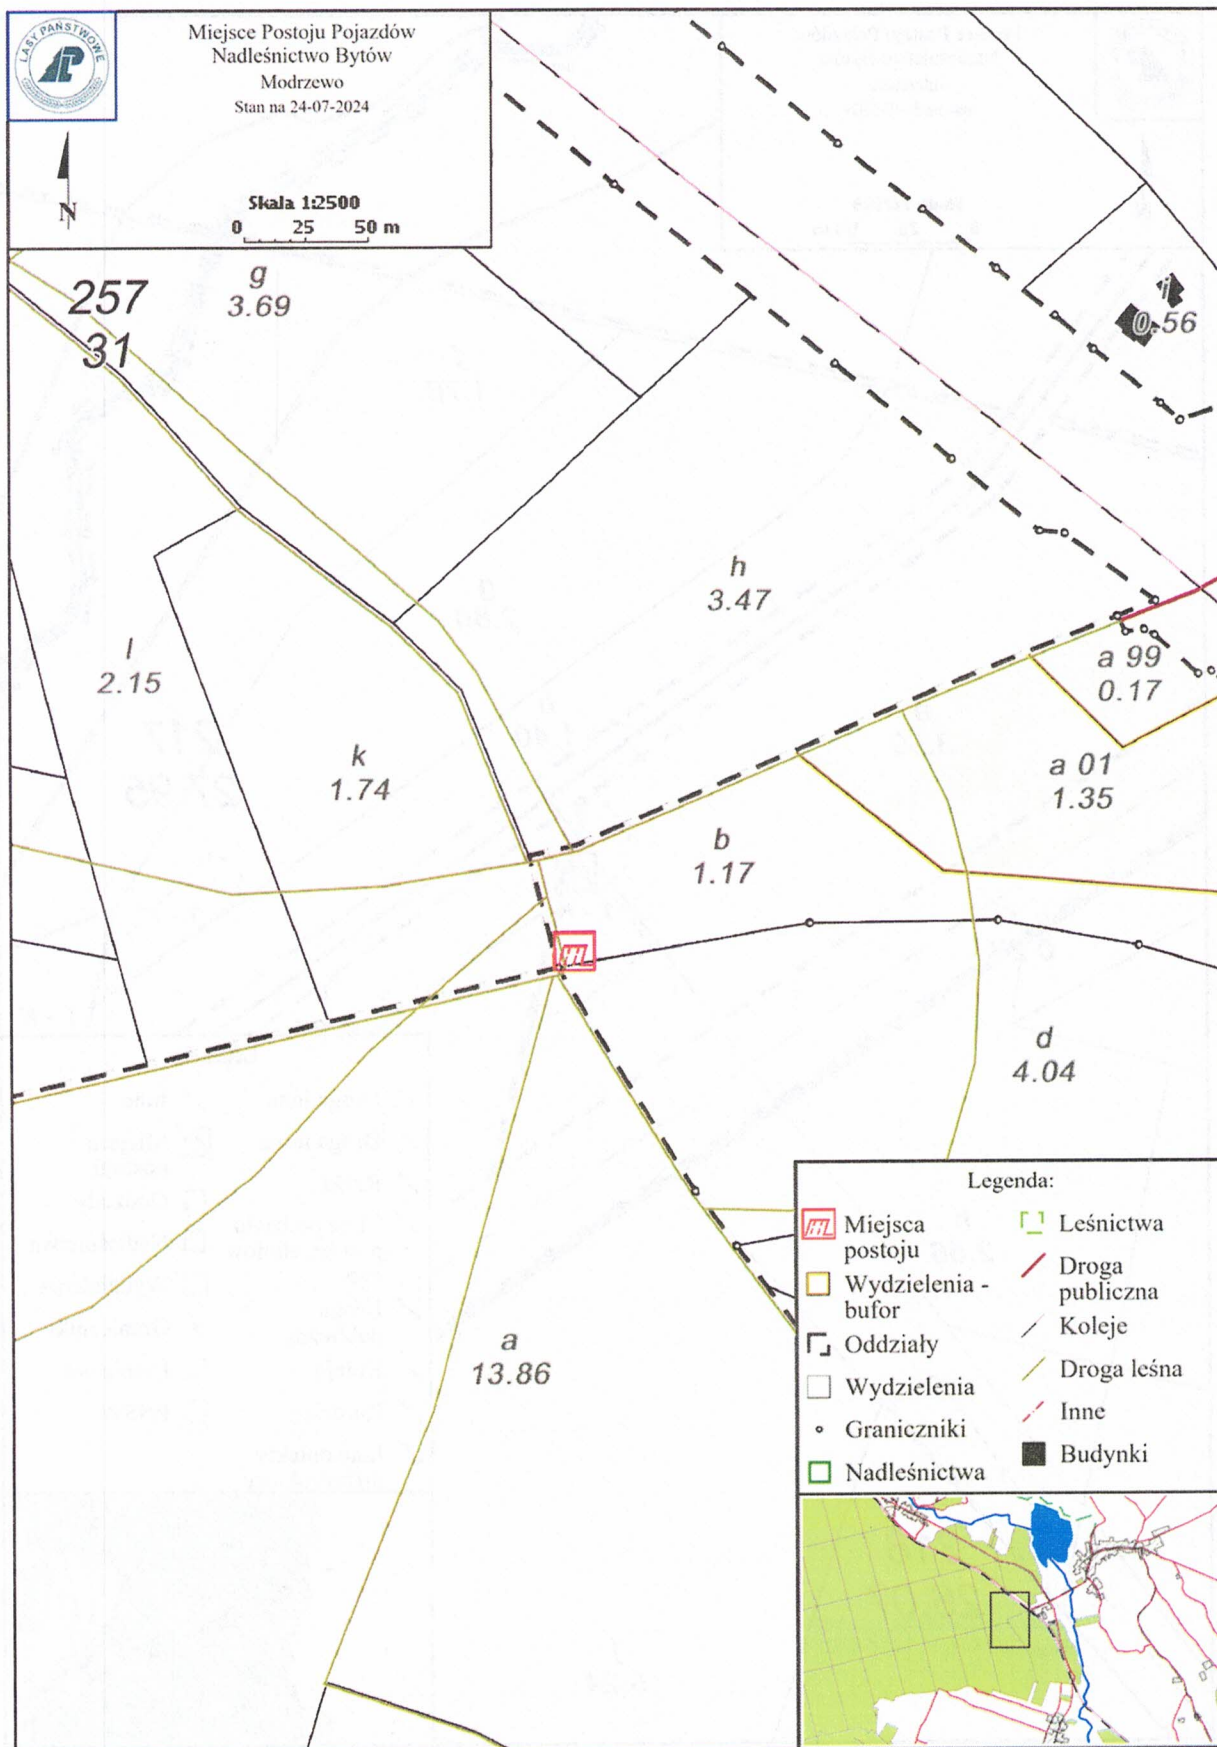 LASY PAŃSTWOWE
Miejsce Postoju Pojazdów
Nadleśnictwo Bytów
Modrzewo
Stan na 24-07-2024
N
Skala 1:2500
0 25 50 m
257
31
g
3.69
i
0.56
h
3.47
l
2.15
k
1.74
a 99
0.17
a 01
1.35
b
1.17
d
4.04
a
13.86
Legenda:
Miejsca
postoju
Wydzielenia -
bufor
Oddziały
Wydzielenia
Graniczniki
Nadleśnictwa
Leśnictwa
Droga
publiczna
Koleje
Droga leśna
Inne
Budynki